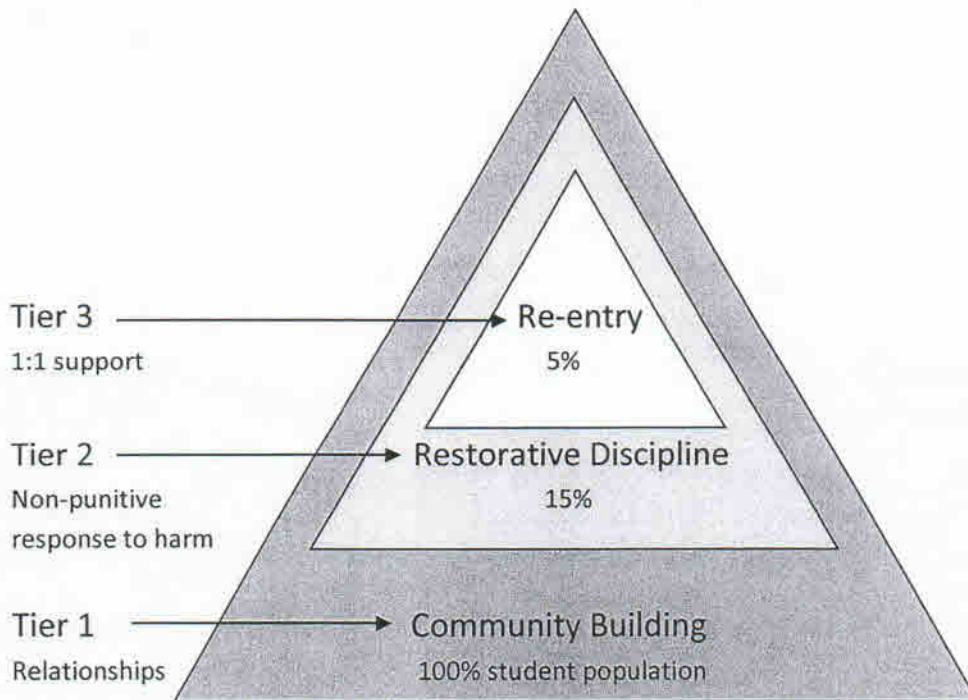 Tier 3
Re-entry
1:1 support
5%
Tier 2
Restorative Discipline
Non-punitive
response to harm
15%
Tier 1
Community Building
Relationships
100% student population